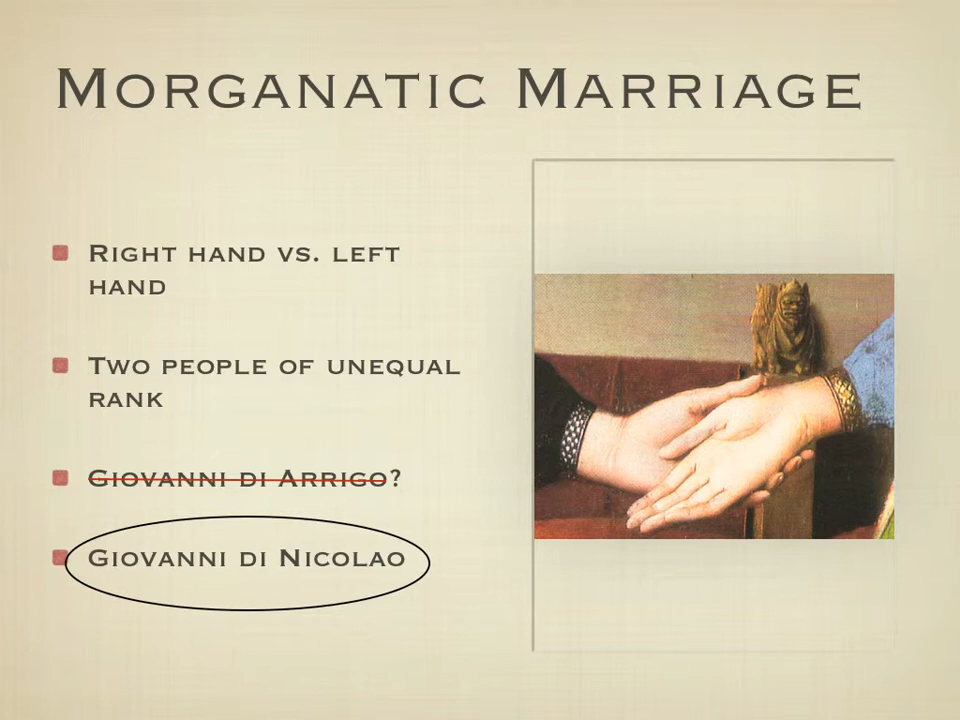 Morganatic Marriage
Right hand vs. left
hand
Two people of unequal
rank
Giovanni di Arrigo?
Giovanni di Nicolao